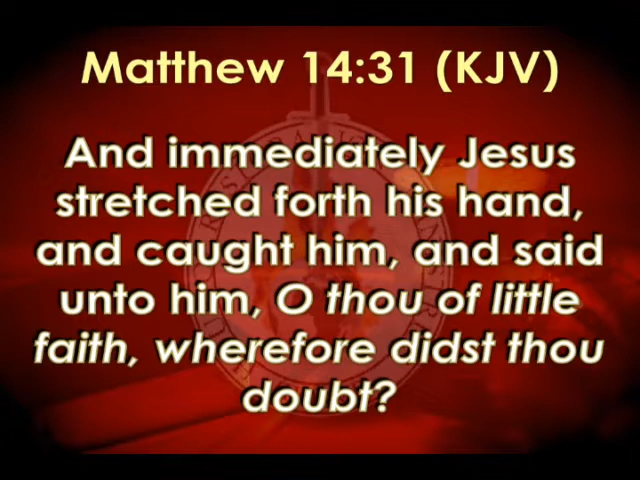 Matthew 14:31 (KJV)
And immediately Jesus
stretched forth his hand,
and caught him, and said
unto him, O thou of little
faith, wherefore didst thou
doubt?